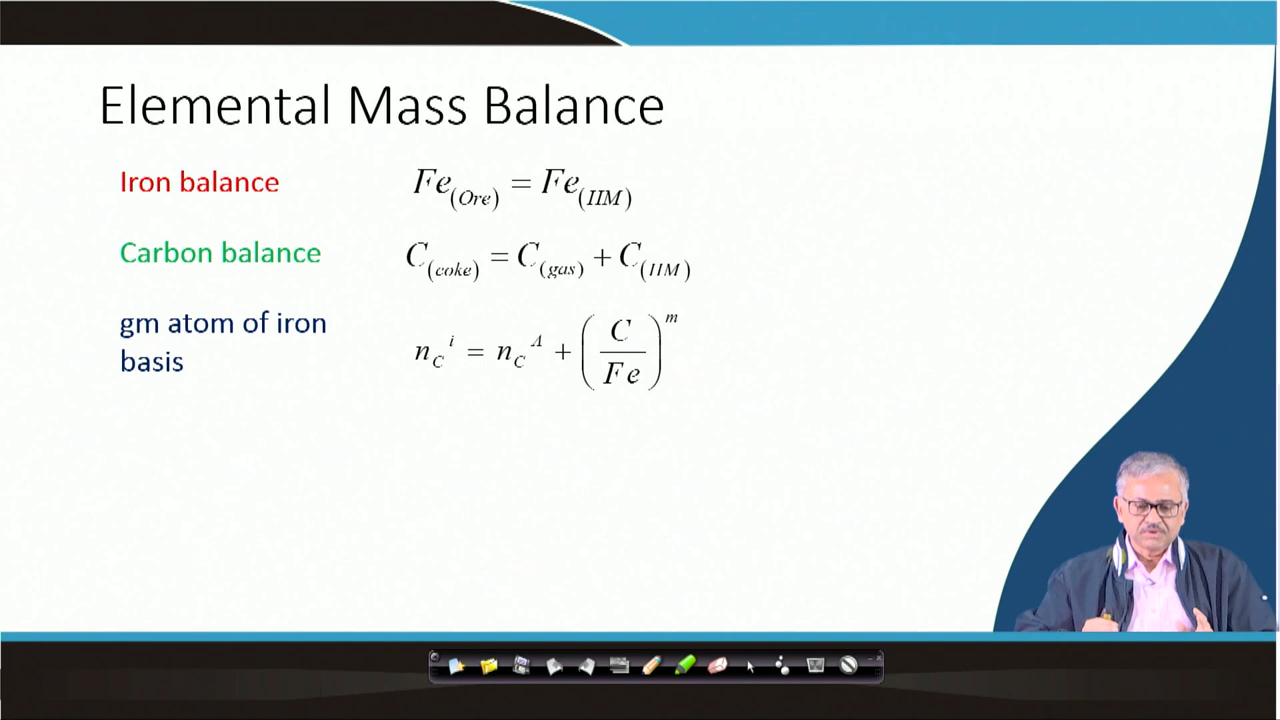 Elemental Mass Balance
Iron balance Fe_(Ore) = Fe_(IIM)
Carbon balance C_(coke) = C_(gas) + C_(IIM)
gm atom of iron
basis n_C^i = n_C^A + (C/Fe)^m